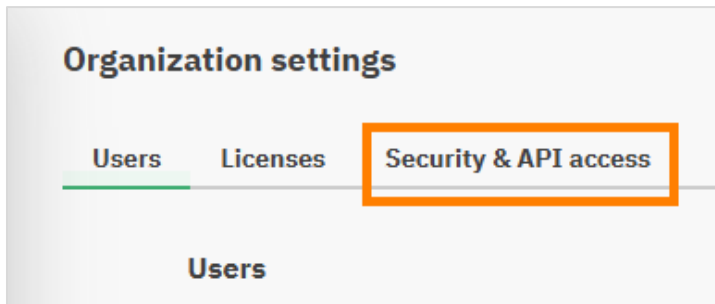 Organization settings
Users Licenses Security & API access
Users